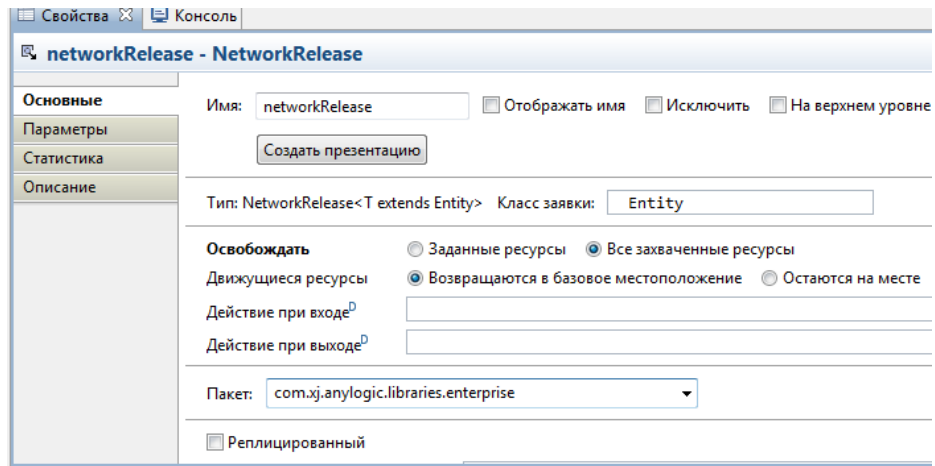 Свойства Консоль
networkRelease - NetworkRelease
Основные
Параметры
Статистика
Описание
Имя: networkRelease Отображать имя Исключить На верхнем уровне
Создать презентацию
Тип: NetworkRelease<T extends Entity> Класс заявки: Entity
Освобождать Заданные ресурсы Все захваченные ресурсы
Движущиеся ресурсы Возвращаются в базовое местоположение Остаются на месте
Действие при входеD
Действие при выходеD
Пакет: com.xj.anylogic.libraries.enterprise
Реплицированный